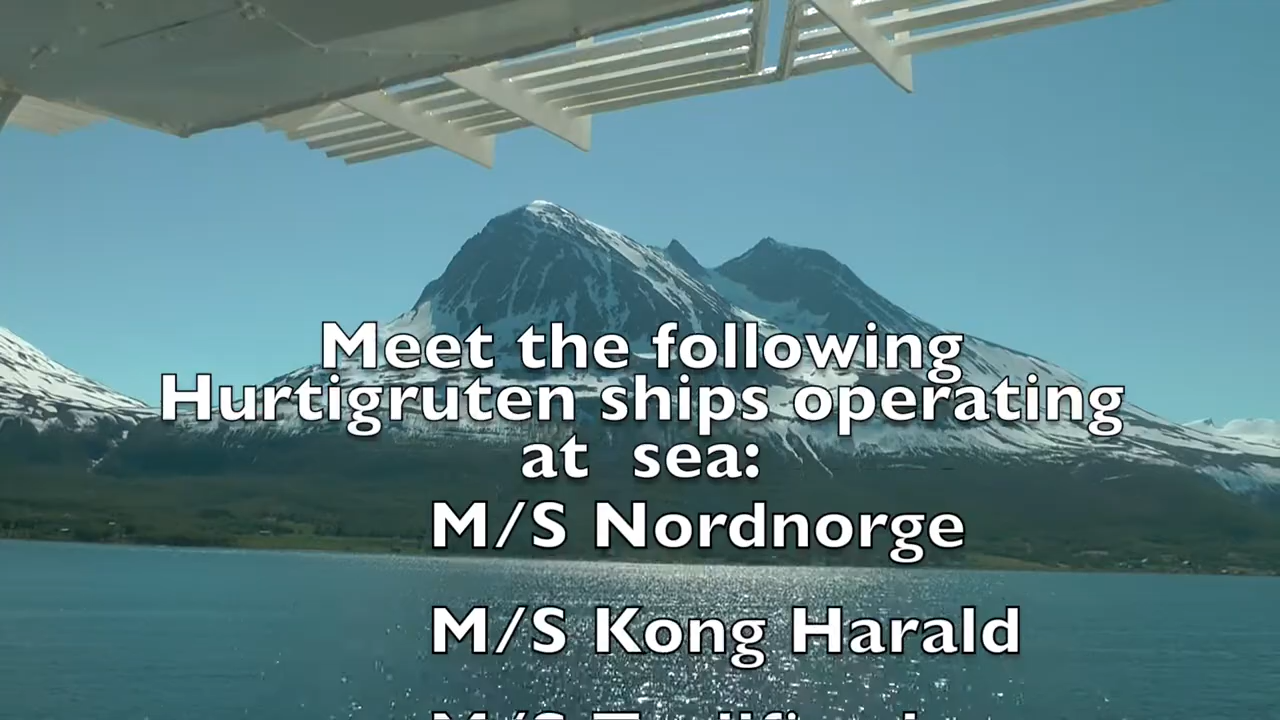 Meet the following
Hurtigruten ships operating
at sea:
M/S Nordnorge
M/S Kong Harald